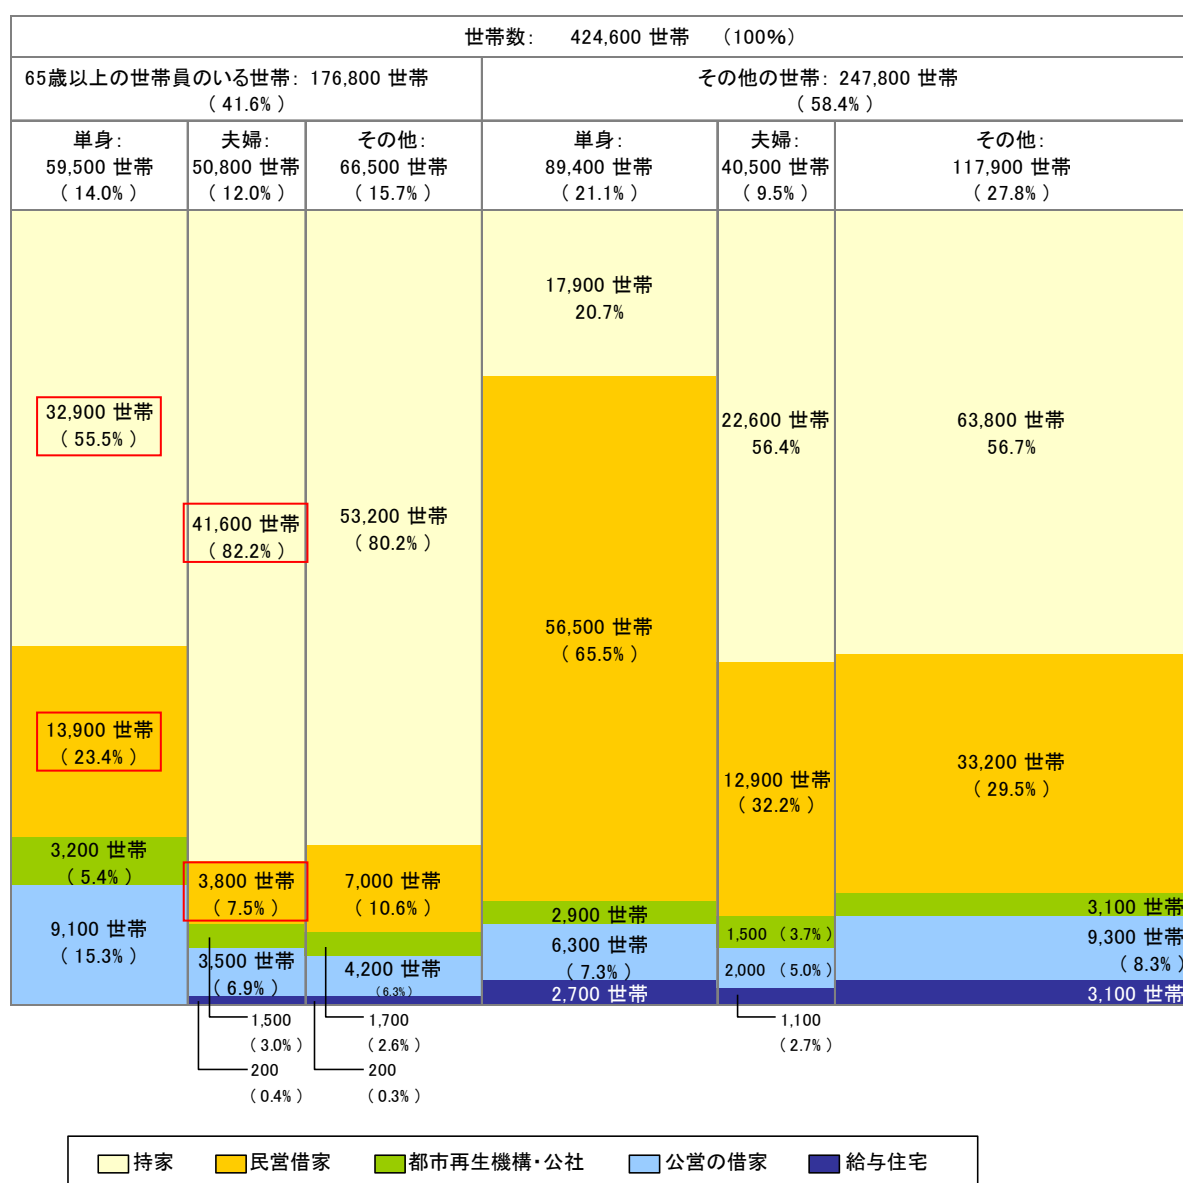 世帯数： 424,600 世帯 （100%）
65歳以上の世帯員のいる世帯： 176,800 世帯
（ 41.6% ）
その他の世帯： 247,800 世帯
（ 58.4% ）
単身：
59,500 世帯
（ 14.0% ）
夫婦：
50,800 世帯
（ 12.0% ）
その他：
66,500 世帯
（ 15.7% ）
単身：
89,400 世帯
（ 21.1% ）
夫婦：
40,500 世帯
（ 9.5% ）
その他：
117,900 世帯
（ 27.8% ）
32,900 世帯
（ 55.5% ）
13,900 世帯
（ 23.4% ）
3,200 世帯
（ 5.4% ）
9,100 世帯
（ 15.3% ）
41,600 世帯
（ 82.2% ）
3,800 世帯
（ 7.5% ）
3,500 世帯
（ 6.9% ）
1,500
（ 3.0% ）
200
（ 0.4% ）
53,200 世帯
（ 80.2% ）
7,000 世帯
（ 10.6% ）
4,200 世帯
（ 6.3% ）
1,700
（ 2.6% ）
200
（ 0.3% ）
17,900 世帯
20.7%
56,500 世帯
（ 65.5% ）
2,900 世帯
6,300 世帯
（ 7.3% ）
2,700 世帯
22,600 世帯
56.4%
12,900 世帯
（ 32.2% ）
1,500 （ 3.7% ）
2,000 （ 5.0% ）
1,100
（ 2.7% ）
63,800 世帯
56.7%
33,200 世帯
（ 29.5% ）
3,100 世帯
9,300 世帯
（ 8.3% ）
3,100 世帯
持家 民営借家 都市再生機構・公社 公営の借家 給与住宅